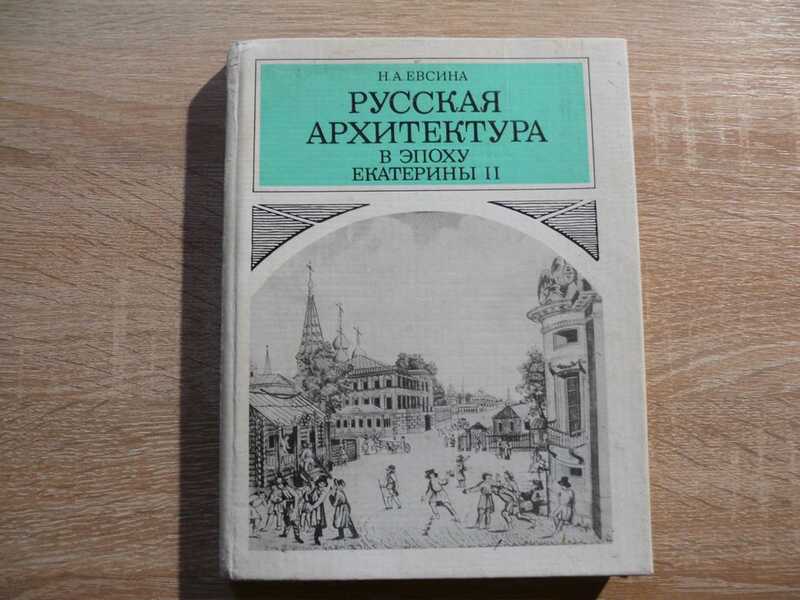 Н. А. ЕВСИНА
РУССКАЯ
АРХИТЕКТУРА
В ЭПОХУ
ЕКАТЕРИНЫ II